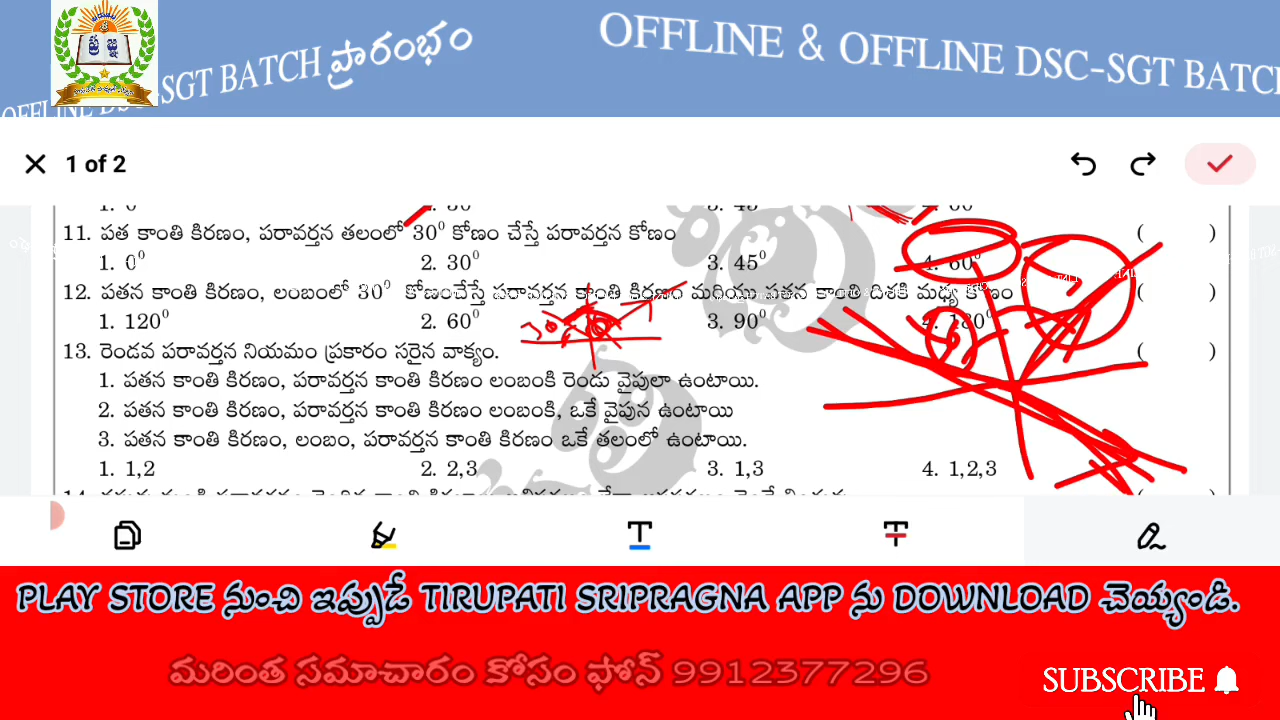 OFFLINE DSC-SGT BATCH ప్రారంభం
OFFLINE & OFFLINE DSC-SGT BATCH
1 of 2
11. పత కాంతి కిరణం, పరావర్తన తలంలో 30⁰ కోణం చేస్తే పరావర్తన కోణం ( )
1. 0⁰ 2. 30⁰ 3. 45⁰ 4. 60⁰
12. పతన కాంతి కిరణం, లంబంలో 30⁰ కోణంచేస్తే పరావర్తన కాంతి కిరణం మరియు పతన కాంతి దిశకి మధ్య కోణం ( )
1. 120⁰ 2. 60⁰ 3. 90⁰ 4. 180⁰
13. రెండవ పరావర్తన నియమం ప్రకారం సరైన వాక్యం. ( )
1. పతన కాంతి కిరణం, పరావర్తన కాంతి కిరణం లంబంకి రెండు వైపులా ఉంటాయి.
2. పతన కాంతి కిరణం, పరావర్తన కాంతి కిరణం లంబంకి, ఒకే వైపున ఉంటాయి
3. పతన కాంతి కిరణం, లంబం, పరావర్తన కాంతి కిరణం ఒకే తలంలో ఉంటాయి.
1. 1,2 2. 2,3 3. 1,3 4. 1,2,3
PLAY STORE నుంచి ఇప్పుడే TIRUPATI SRIPRAGNA APP ను DOWNLOAD చెయ్యండి.
మరింత సమాచారం కోసం ఫోన్ 9912377296
SUBSCRIBE